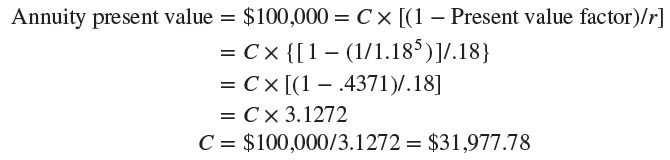 Annuity present value = $100,000 = C × [(1 − Present value factor)/r]
= C × {[1 − (1/1.18⁵)]/.18}
= C × [(1 − .4371)/.18]
= C × 3.1272
C = $100,000/3.1272 = $31,977.78